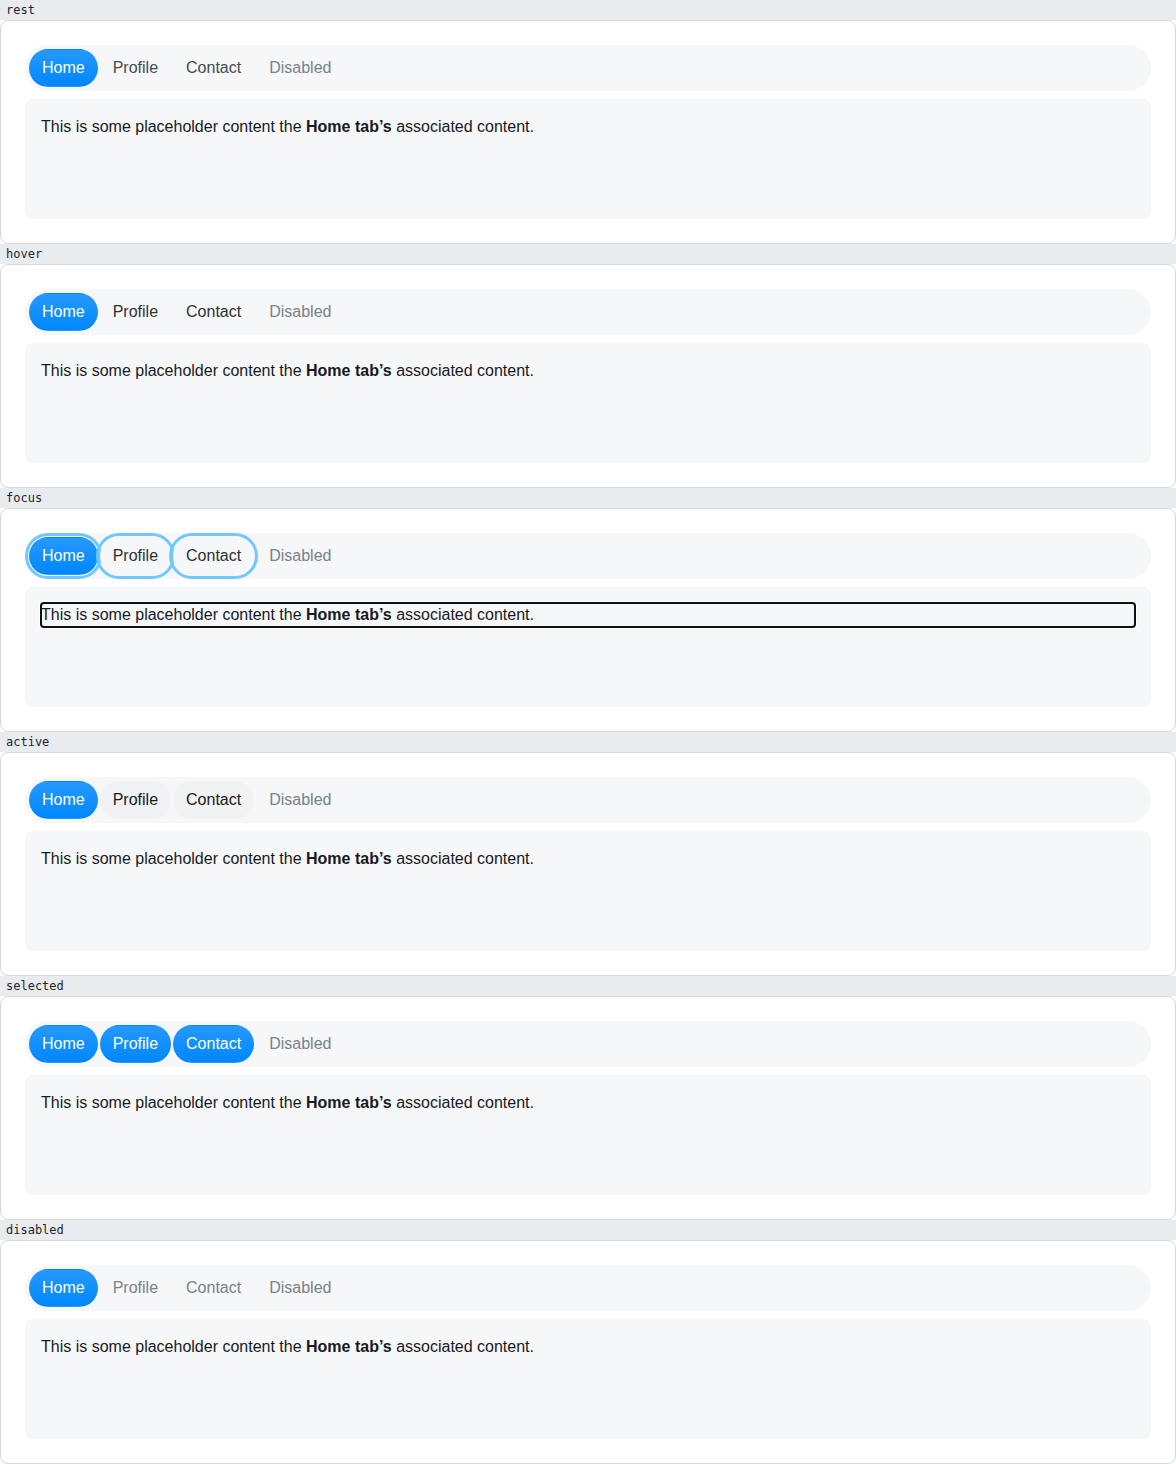 rest
Home Profile Contact Disabled
This is some placeholder content the Home tab’s associated content.
hover
Home Profile Contact Disabled
This is some placeholder content the Home tab’s associated content.
focus
Home Profile Contact Disabled
This is some placeholder content the Home tab’s associated content.
active
Home Profile Contact Disabled
This is some placeholder content the Home tab’s associated content.
selected
Home Profile Contact Disabled
This is some placeholder content the Home tab’s associated content.
disabled
Home Profile Contact Disabled
This is some placeholder content the Home tab’s associated content.